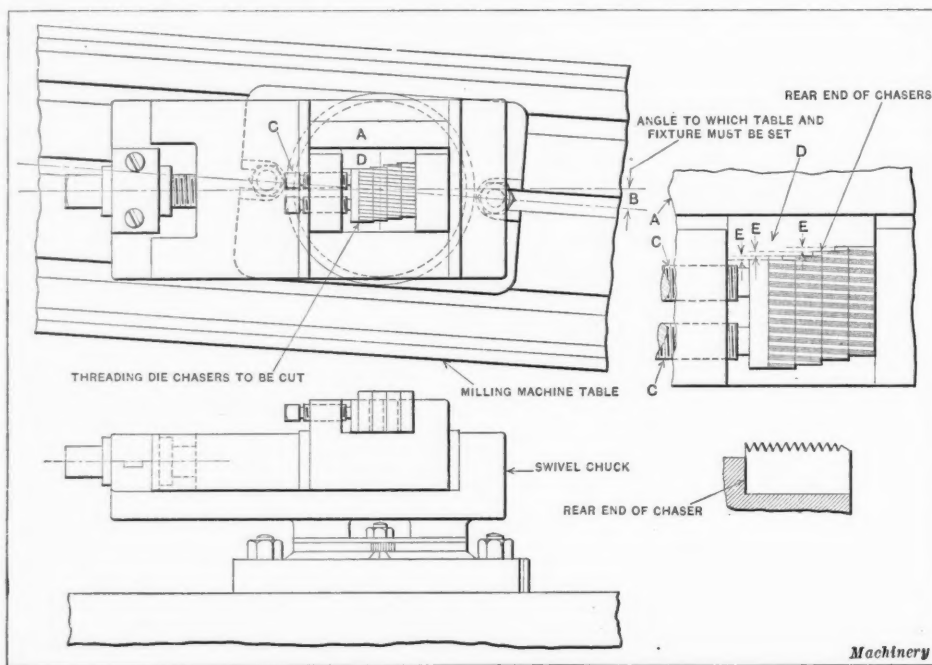 REAR END OF CHASERS
ANGLE TO WHICH TABLE AND
FIXTURE MUST BE SET
C
A
D
B
D
A
E
E
E
C
C
THREADING DIE CHASERS TO BE CUT
MILLING MACHINE TABLE
SWIVEL CHUCK
REAR END OF CHASER
Machinery